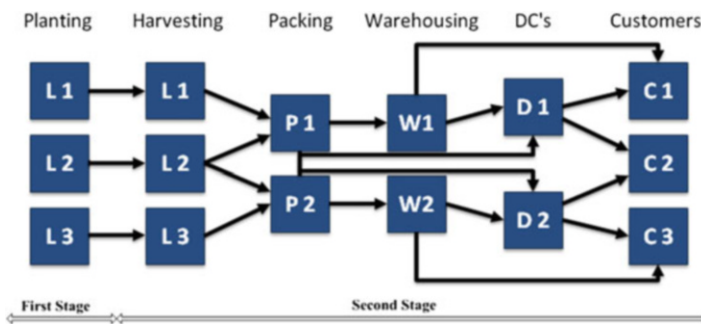 Planting Harvesting Packing Warehousing DC's Customers
L 1 L 1 P 1 W1 D 1 C 1
L 2 L 2 C 2
L 3 L 3 P 2 W2 D 2 C 3
First Stage Second Stage